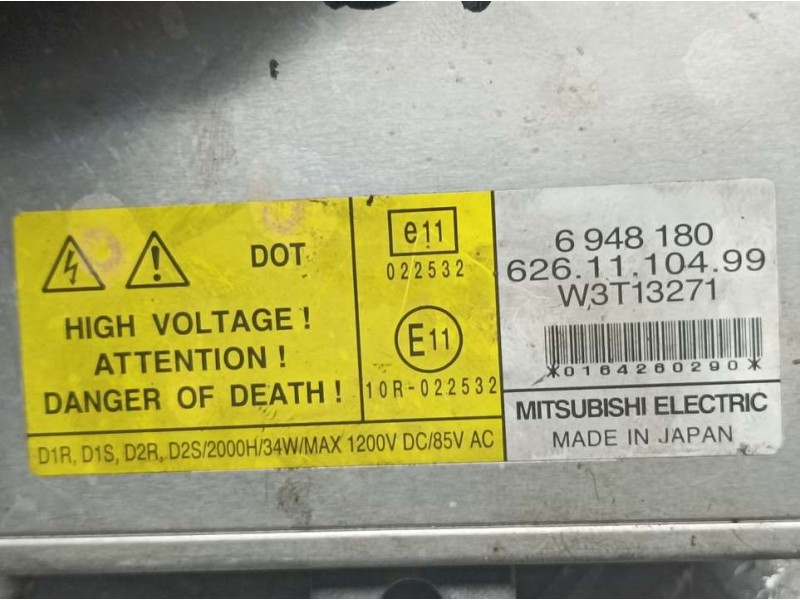 DOT
HIGH VOLTAGE !
ATTENTION !
DANGER OF DEATH !
D1R, D1S, D2R, D2S/2000H/34W/MAX 1200V DC/85V AC
e11
022532
E11
10R-022532
6 948 180
626.11.104.99
W3T13271
*0164260290*
MITSUBISHI ELECTRIC
MADE IN JAPAN